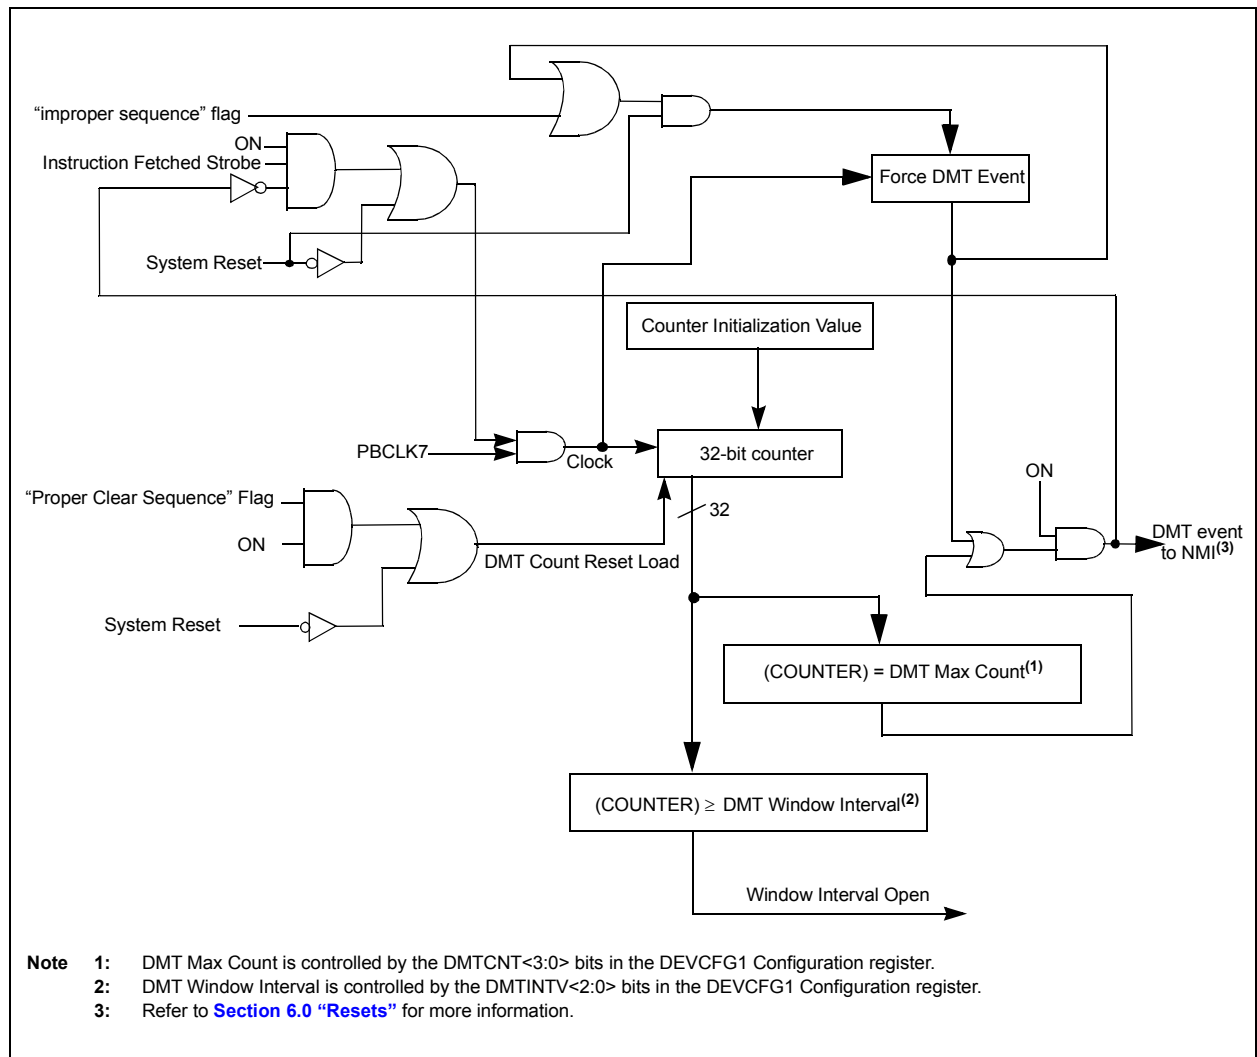 “improper sequence” flag
ON
Instruction Fetched Strobe
Force DMT Event
System Reset
Counter Initialization Value
PBCLK7
Clock
32-bit counter
ON
“Proper Clear Sequence” Flag
32
ON
DMT Count Reset Load
DMT event
to NMI(3)
System Reset
(COUNTER) = DMT Max Count(1)
(COUNTER) ≥ DMT Window Interval(2)
Window Interval Open
Note 1: DMT Max Count is controlled by the DMTCNT<3:0> bits in the DEVCFG1 Configuration register.
2: DMT Window Interval is controlled by the DMTINTV<2:0> bits in the DEVCFG1 Configuration register.
3: Refer to Section 6.0 “Resets” for more information.